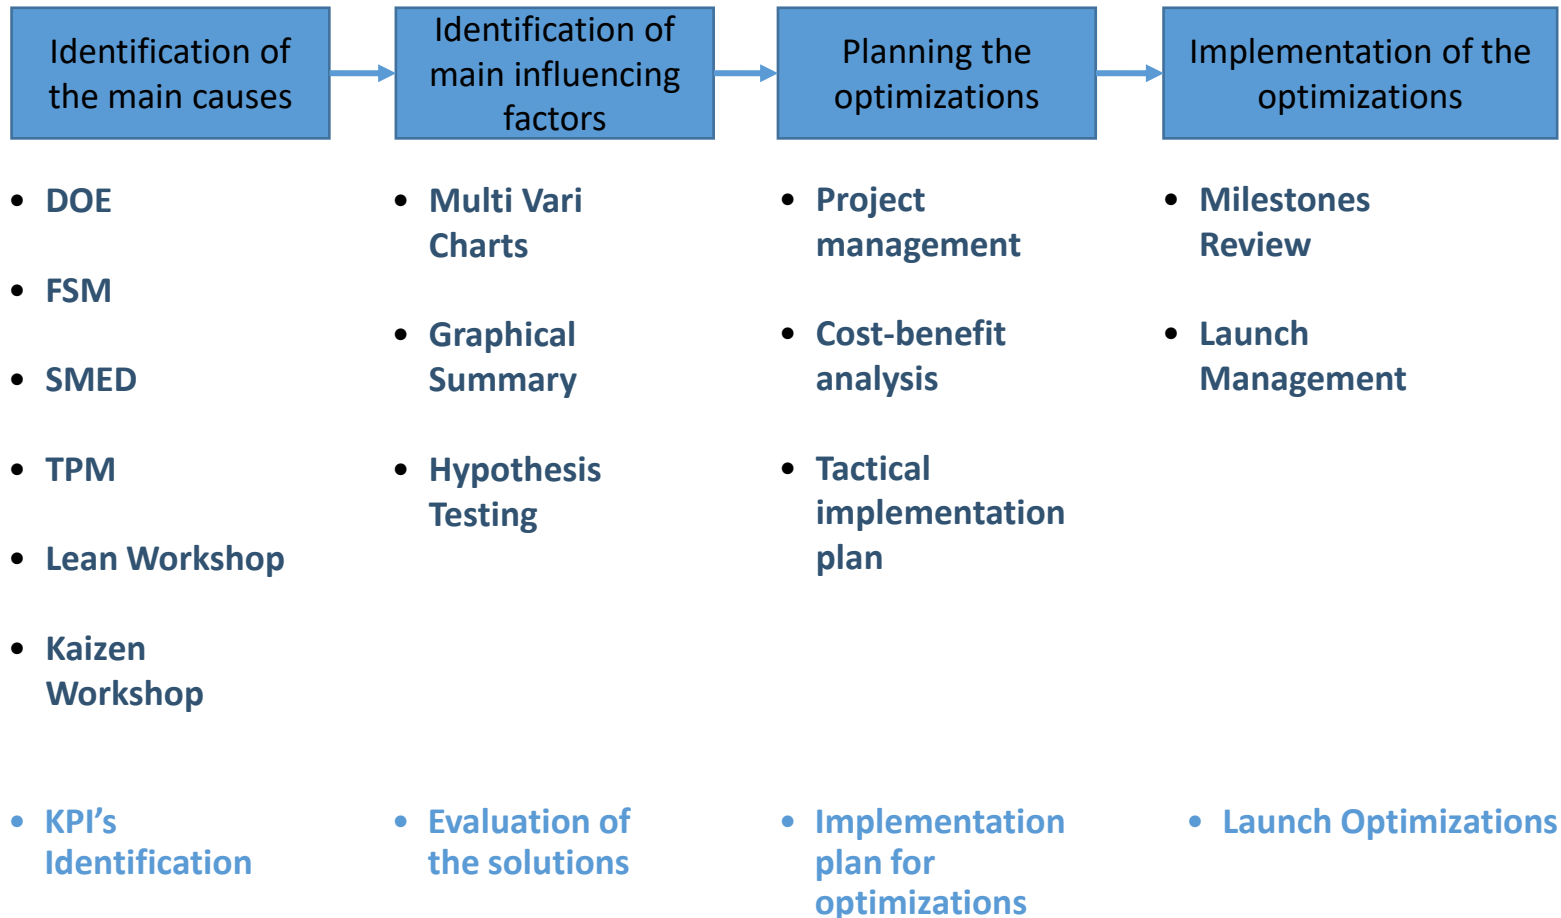 Identification of
the main causes
Identification of
main influencing
factors
Planning the
optimizations
Implementation of the
optimizations
• DOE
• FSM
• SMED
• TPM
• Lean Workshop
• Kaizen
Workshop
• Multi Vari
Charts
• Graphical
Summary
• Hypothesis
Testing
• Project
management
• Cost-benefit
analysis
• Tactical
implementation
plan
• Milestones
Review
• Launch
Management
• KPI’s
Identification
• Evaluation of
the solutions
• Implementation
plan for
optimizations
• Launch Optimizations